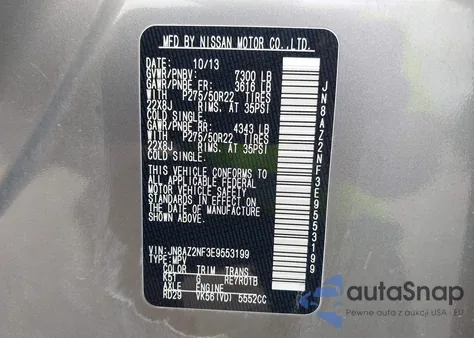 MFD BY NISSAN MOTOR CO.,LTD.
DATE: 10/13
GVWR/PNBV: 7300 LB
GAWR/PNBE FR: 3616 LB
WITH P275/50R22 TIRES
22X8J RIMS. AT 35PSI
COLD SINGLE.
GAWR/PNBE RR: 4343 LB
WITH P275/50R22 TIRES
22X8J RIMS. AT 35PSI
COLD SINGLE.
THIS VEHICLE CONFORMS TO
ALL APPLICABLE FEDERAL
MOTOR VEHICLE SAFETY
STANDARDS IN EFFECT ON
THE DATE OF MANUFACTURE
SHOWN ABOVE.
VIN: JN8AZ2NF3E9553199
TYPE: MPV
COLOR TRIM TRANS
K51 G RE7R01B
AXLE ENGINE
RD29 VK56(VD) 5552CC
JN8AZ2NF3E9553199
autoSnap
Pewne auto z aukcji USA - EU